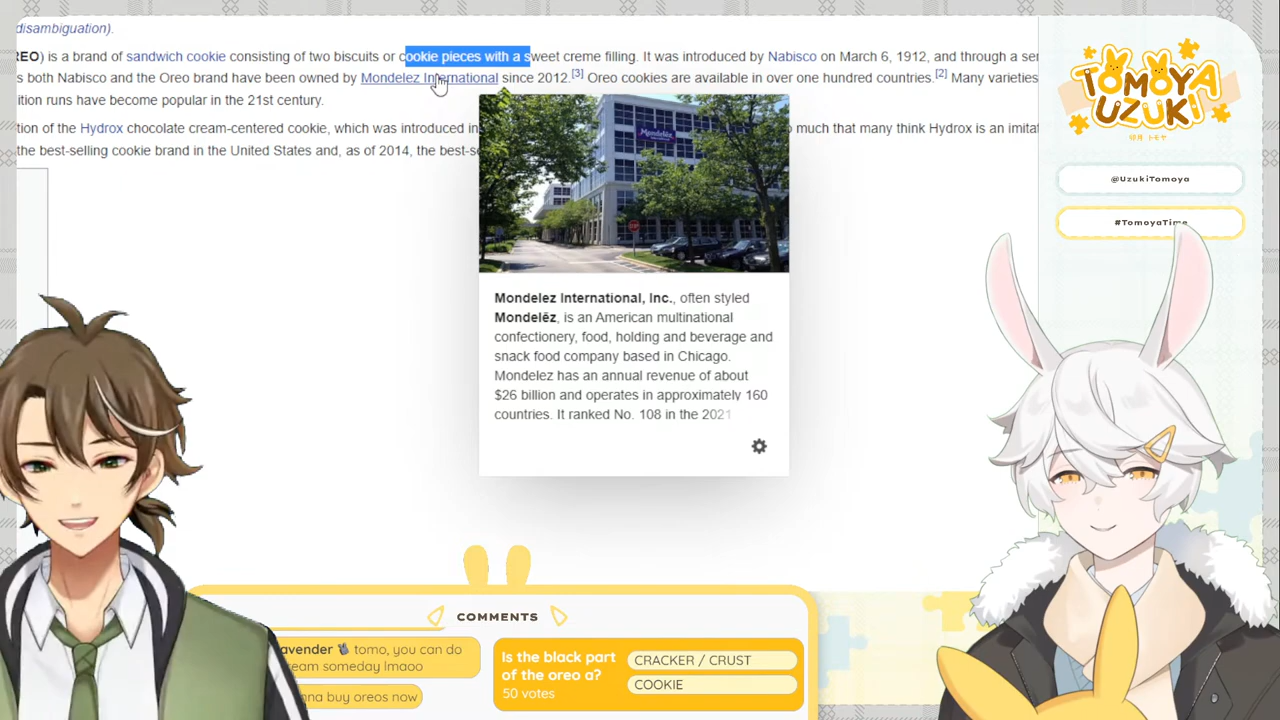 disambiguation).
EO) is a brand of sandwich cookie consisting of two biscuits or cookie pieces with a sweet creme filling. It was introduced by Nabisco on March 6, 1912, and through a ser
s both Nabisco and the Oreo brand have been owned by Mondelez International since 2012.[3] Oreo cookies are available in over one hundred countries.[2] Many varieties
ition runs have become popular in the 21st century.
tion of the Hydrox chocolate cream-centered cookie, which was introduced in
much that many think Hydrox is an imitat
the best-selling cookie brand in the United States and, as of 2014, the best-s
Mondelēz
Mondelez International, Inc., often styled
Mondelēz, is an American multinational
confectionery, food, holding and beverage and
snack food company based in Chicago.
Mondelez has an annual revenue of about
$26 billion and operates in approximately 160
countries. It ranked No. 108 in the 2021
TOMOYA
UZUKI
卯月 トモヤ
@UzukiTomoya
#TomoyaTime
COMMENTS
avender tomo, you can do
ream someday lmaoo
nna buy oreos now
Is the black part
of the oreo a?
50 votes
CRACKER / CRUST
COOKIE